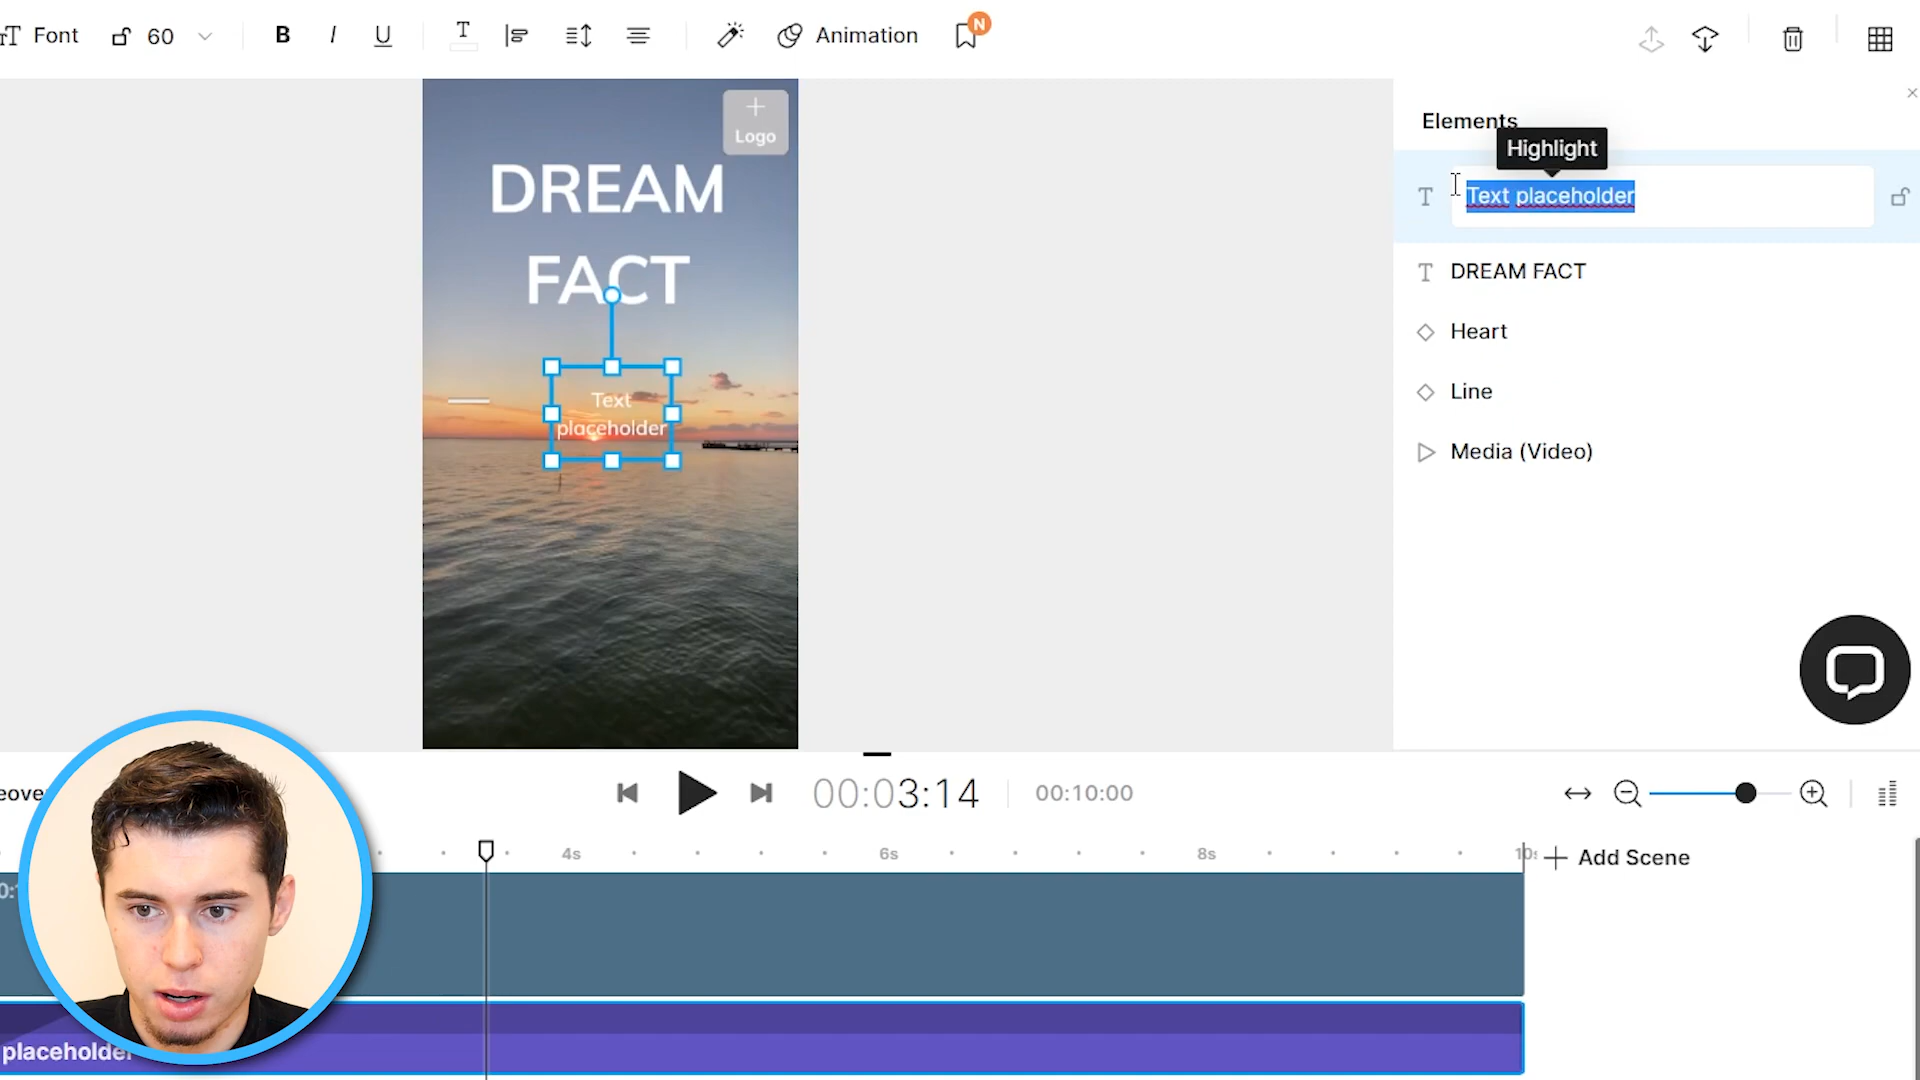 Font 60 B I U T Animation N
Elements
Highlight
Text placeholder
DREAM FACT
Heart
Line
Media (Video)
Logo
DREAM
FACT
Text
placeholder
00:03:14 00:10:00
4s 6s 8s
Add Scene
placeholder